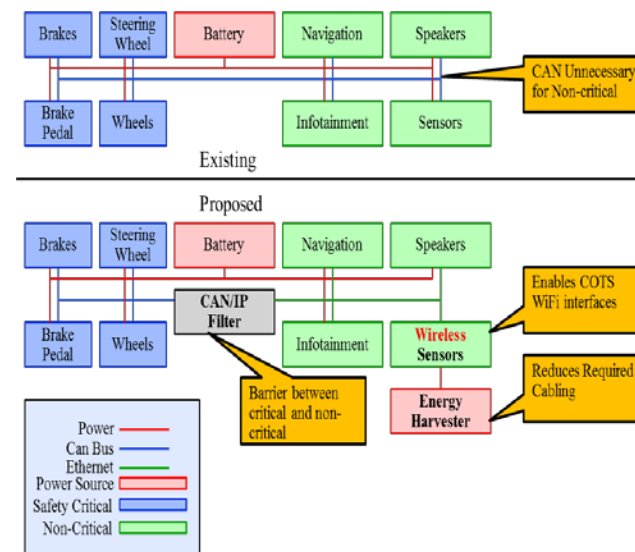 Brakes
Steering
Wheel
Battery
Navigation
Speakers
CAN Unnecessary
for Non-critical
Brake
Pedal
Wheels
Infotainment
Sensors
Existing
Proposed
Brakes
Steering
Wheel
Battery
Navigation
Speakers
Enables COTS
WiFi interfaces
CAN/IP
Filter
Brake
Pedal
Wheels
Infotainment
Wireless
Sensors
Reduces Required
Cabling
Barrier between
critical and non-
critical
Energy
Harvester
Power
Can Bus
Ethernet
Power Source
Safety Critical
Non-Critical